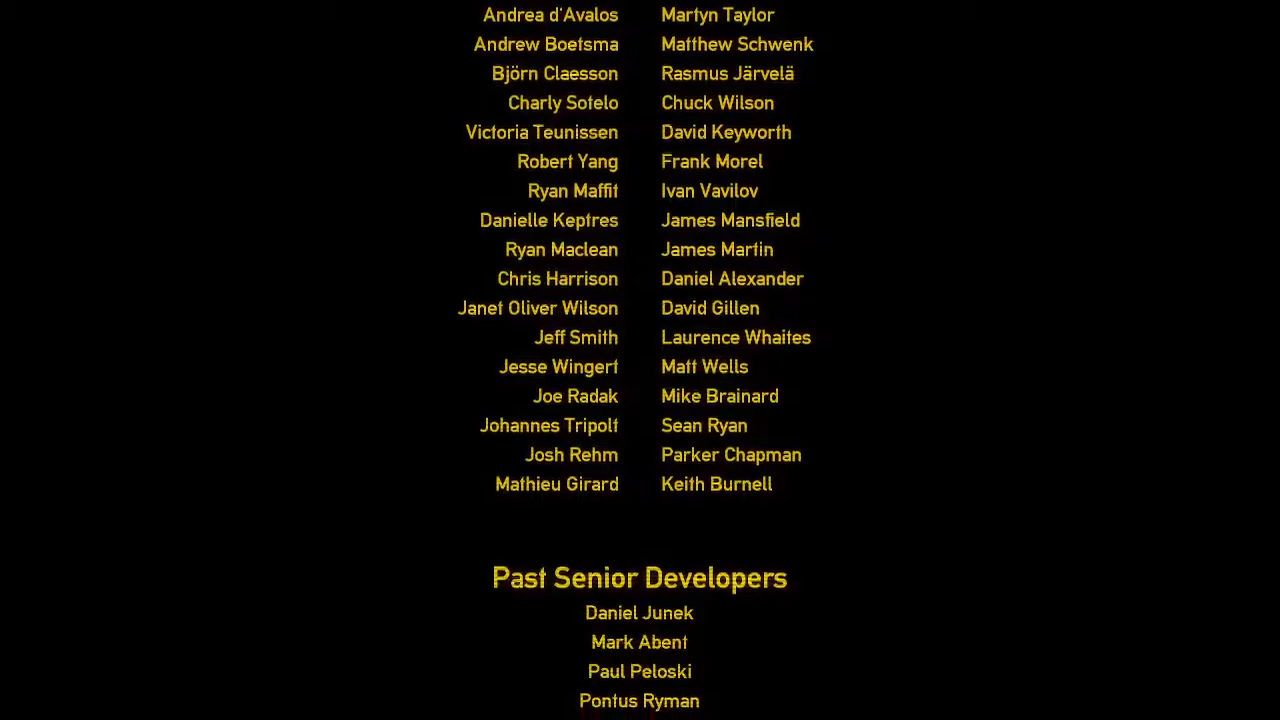 Andrea d'Avalos Martyn Taylor
Andrew Boetsma Matthew Schwenk
Björn Claesson Rasmus Järvelä
Charly Sotelo Chuck Wilson
Victoria Teunissen David Keyworth
Robert Yang Frank Morel
Ryan Maffit Ivan Vavilov
Danielle Keptres James Mansfield
Ryan Maclean James Martin
Chris Harrison Daniel Alexander
Janet Oliver Wilson David Gillen
Jeff Smith Laurence Whaites
Jesse Wingert Matt Wells
Joe Radak Mike Brainard
Johannes Tripolt Sean Ryan
Josh Rehm Parker Chapman
Mathieu Girard Keith Burnell
Past Senior Developers
Daniel Junek
Mark Abent
Paul Peloski
Pontus Ryman